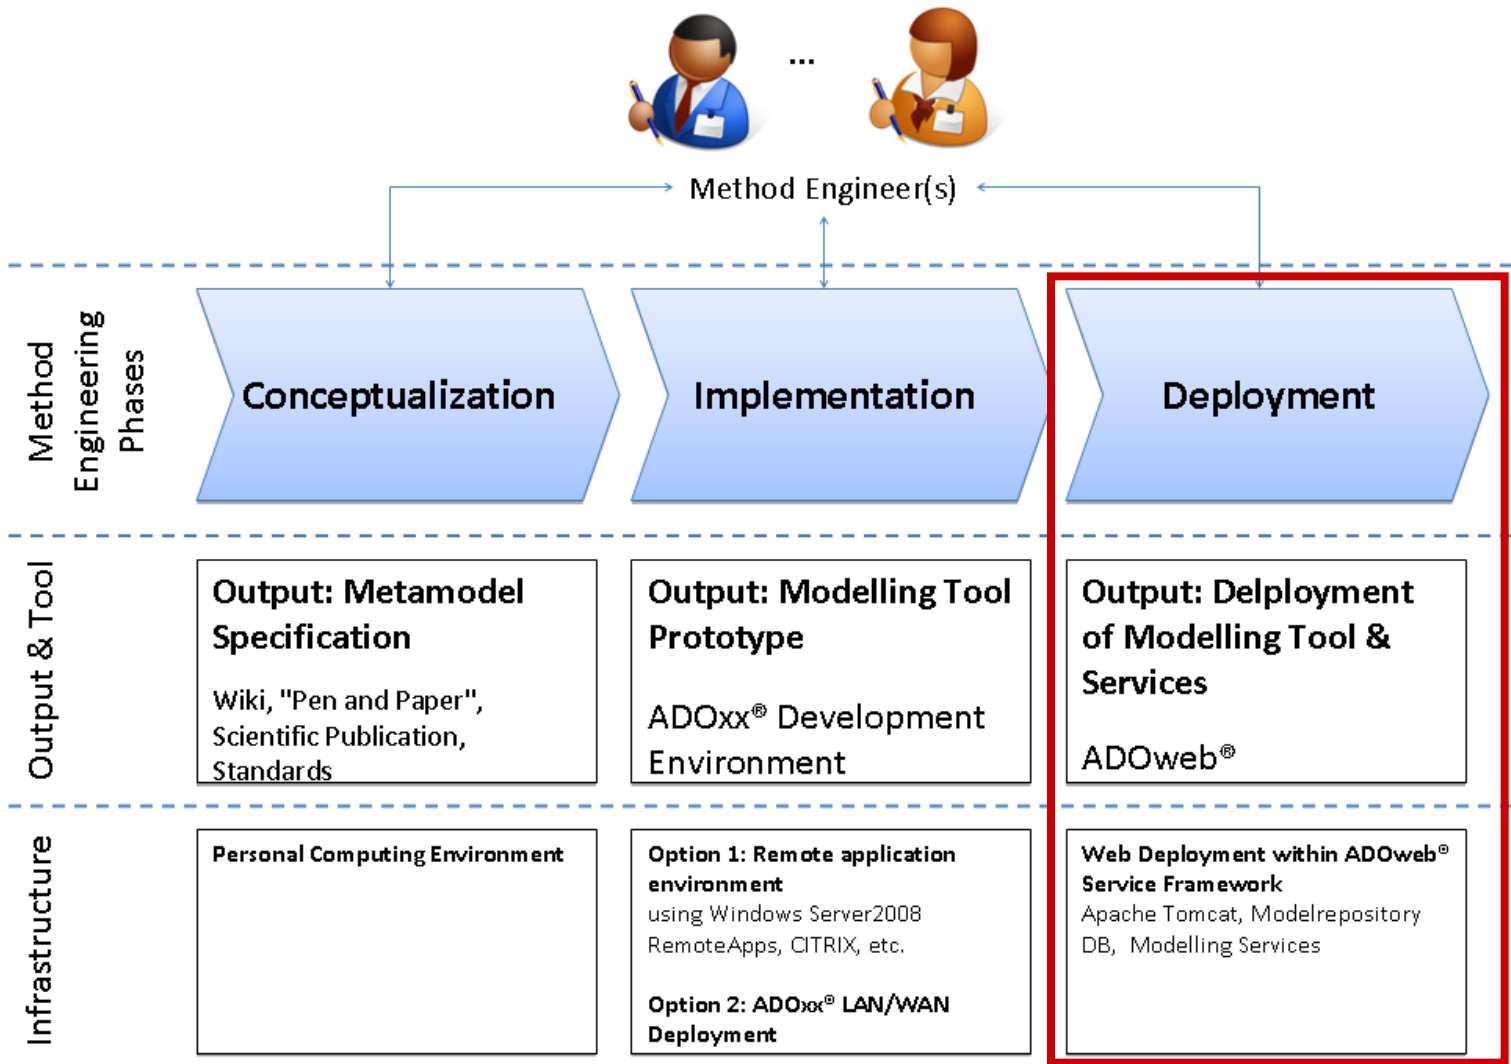 ...
Method Engineer(s)
Method
Engineering
Phases
Conceptualization
Implementation
Deployment
Output & Tool
Output: Metamodel
Specification
Wiki, "Pen and Paper",
Scientific Publication,
Standards
Output: Modelling Tool
Prototype
ADOxx® Development
Environment
Output: Delployment
of Modelling Tool &
Services
ADOweb®
Infrastructure
Personal Computing Environment
Option 1: Remote application
environment
using Windows Server2008
RemoteApps, CITRIX, etc.
Option 2: ADOxx® LAN/WAN
Deployment
Web Deployment within ADOweb®
Service Framework
Apache Tomcat, Modelrepository
DB, Modelling Services